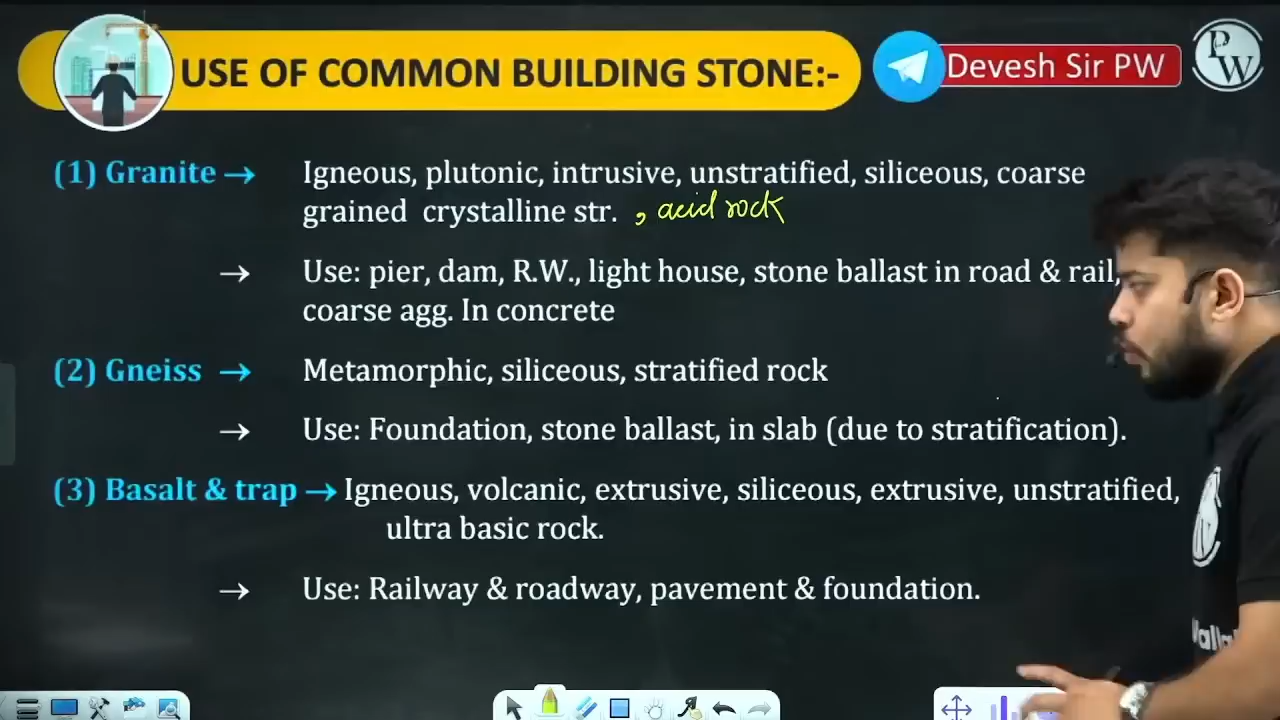 USE OF COMMON BUILDING STONE:-
Devesh Sir PW
PW
(1) Granite → Igneous, plutonic, intrusive, unstratified, siliceous, coarse
grained crystalline str. , acid rock
→ Use: pier, dam, R.W., light house, stone ballast in road & rail,
coarse agg. In concrete
(2) Gneiss → Metamorphic, siliceous, stratified rock
→ Use: Foundation, stone ballast, in slab (due to stratification).
(3) Basalt & trap → Igneous, volcanic, extrusive, siliceous, extrusive, unstratified,
ultra basic rock.
→ Use: Railway & roadway, pavement & foundation.